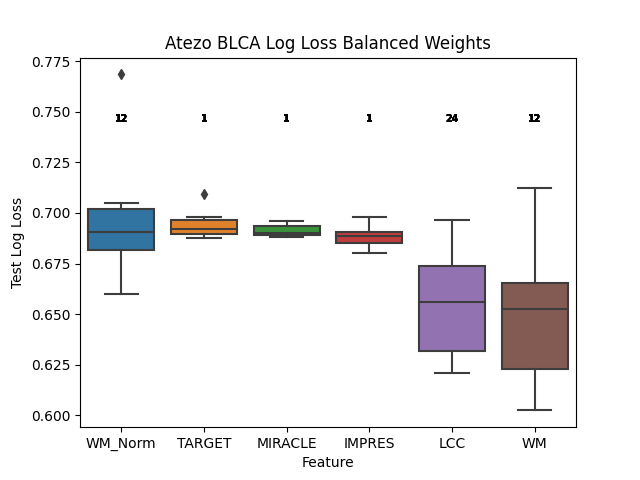 Atezo BLCA Log Loss Balanced Weights
0.775
0.750
0.725
0.700
0.675
0.650
0.625
0.600
Test Log Loss
12 1 1 1 24 12
WM_Norm TARGET MIRACLE IMPRES LCC WM
Feature